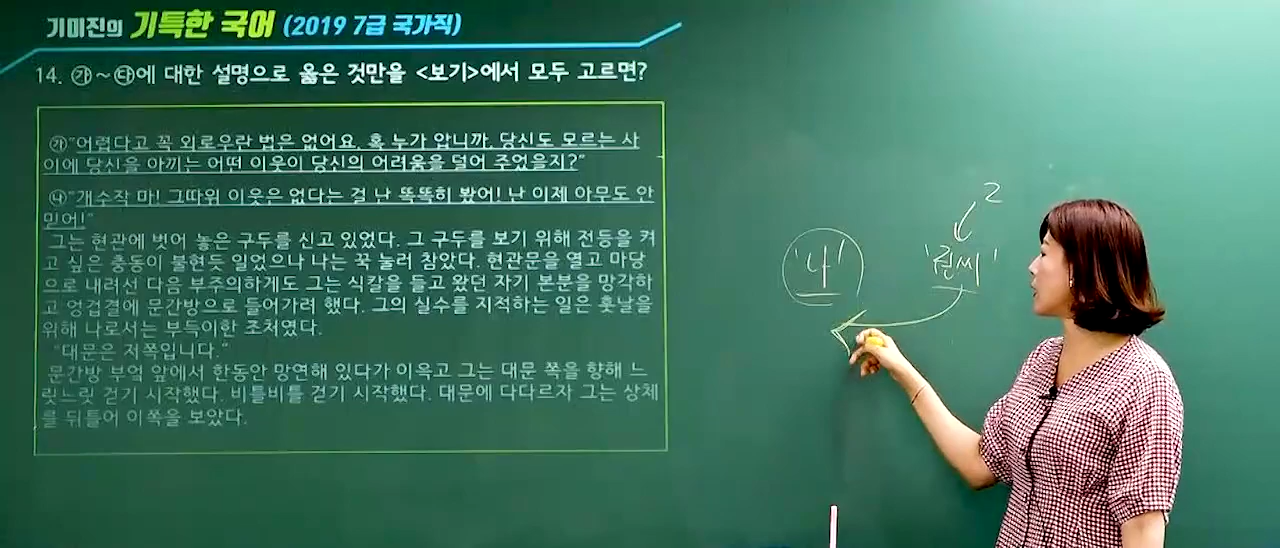 기미진의 기특한 국어 (2019 7급 국가직)
14. ㉮~㉰에 대한 설명으로 옳은 것만을 <보기>에서 모두 고르면?
㉮"어렵다고 꼭 외로우란 법은 없어요. 혹 누가 압니까. 당신도 모르는 사
이에 당신을 아끼는 어떤 이웃이 당신의 어려움을 덜어 주었을지?"
㉯"개수작 마! 그따위 이웃은 없다는 걸 난 똑똑히 봤어! 난 이제 아무도 안
믿어!"
그는 현관에 벗어 놓은 구두를 신고 있었다. 그 구두를 보기 위해 전등을 켜
고 싶은 충동이 불현듯 일었으나 나는 꾹 눌러 참았다. 현관문을 열고 마당
으로 내려선 다음 부주의하게도 그는 식칼을 들고 왔던 자기 본분을 망각하
고 엉겁결에 문간방으로 들어가려 했다. 그의 실수를 지적하는 일은 훗날을
위해 나로서는 부득이한 조처였다.
"대문은 저쪽입니다."
문간방 부엌 앞에서 한동안 망연해 있다가 이윽고 그는 대문 쪽을 향해 느
릿느릿 걷기 시작했다. 비틀비틀 걷기 시작했다. 대문에 다다르자 그는 상체
를 뒤틀어 이쪽을 보았다.
2
'나' '권씨'